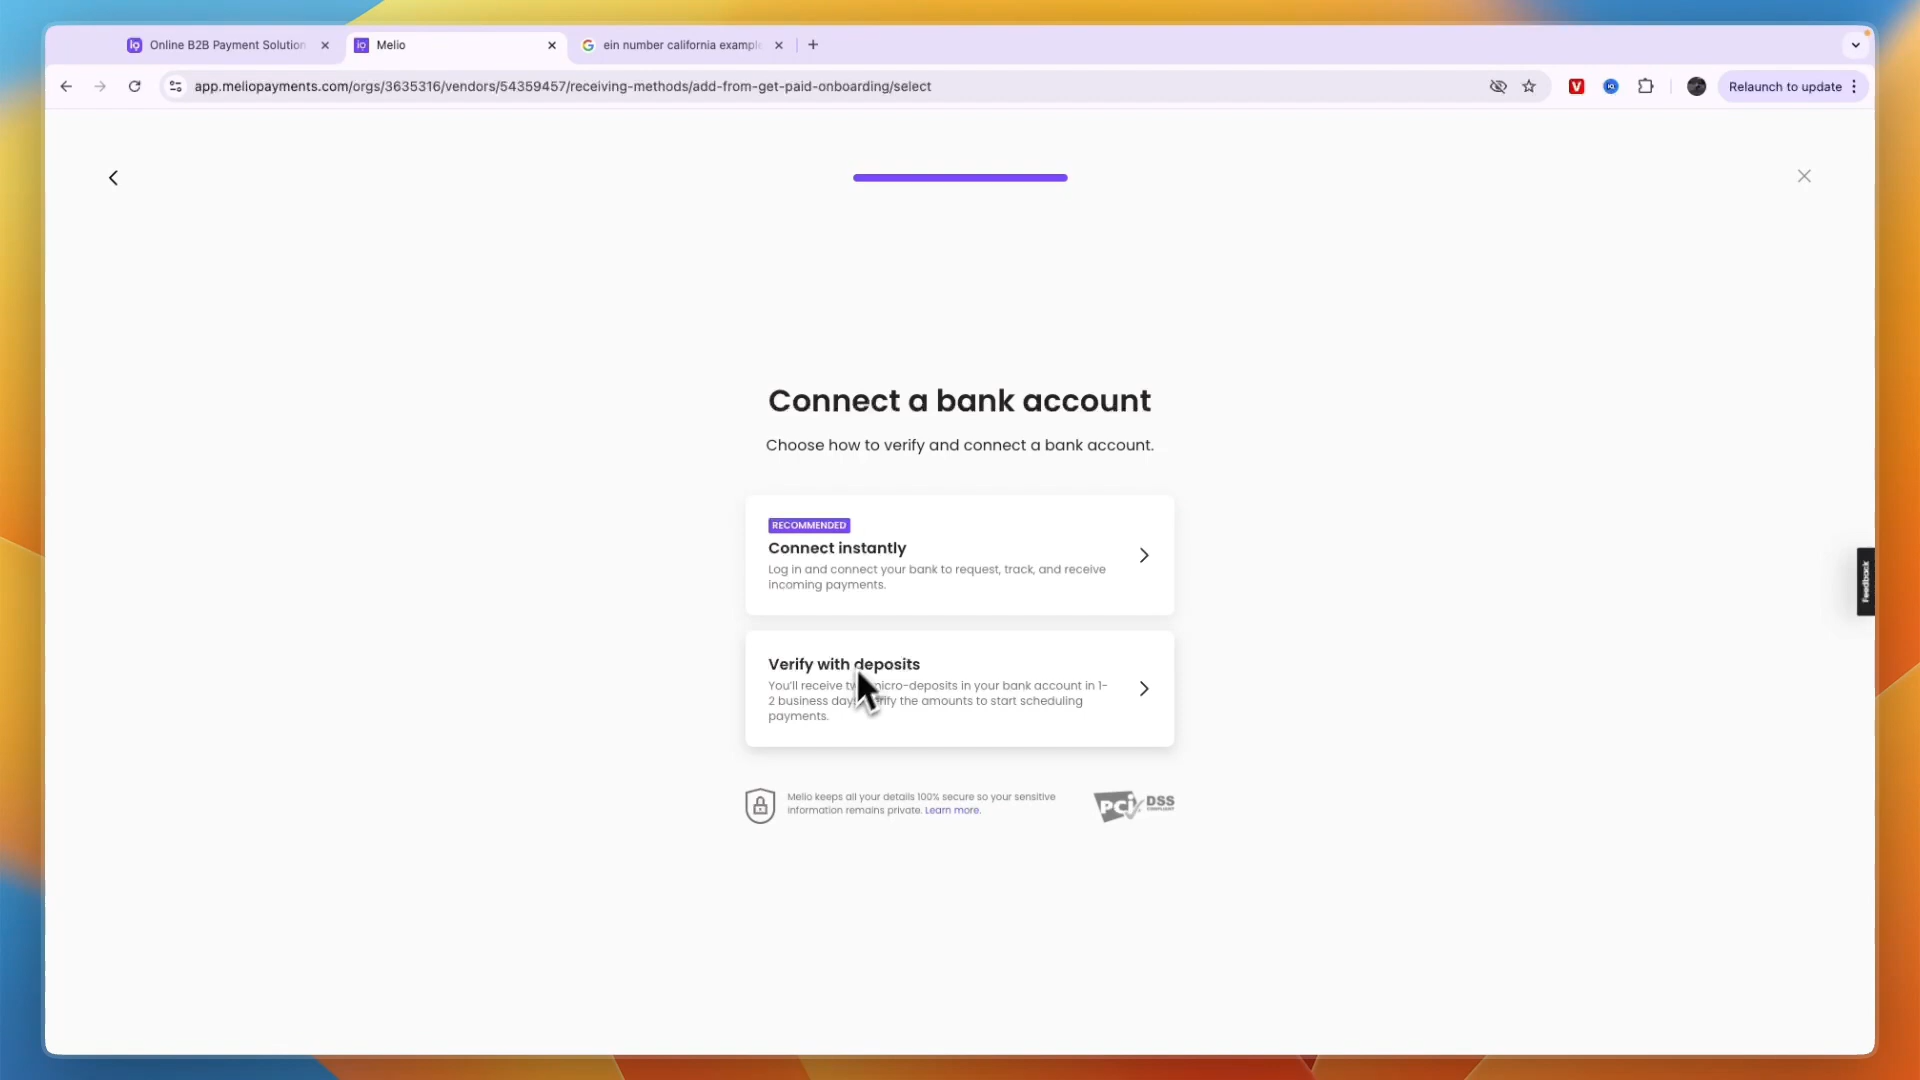 Online B2B Payment Solution
Melio
ein number california example
app.meliopayments.com/orgs/3635316/vendors/54359457/receiving-methods/add-from-get-paid-onboarding/select
Relaunch to update
Connect a bank account
Choose how to verify and connect a bank account.
RECOMMENDED
Connect instantly
Log in and connect your bank to request, track, and receive
incoming payments.
Verify with deposits
You'll receive micro-deposits in your bank account in 1-
2 business the amounts to start scheduling
payments.
Melio keeps all your details 100% secure so your sensitive
information remains private. Learn more.
PCI DSS
COMPLIANT
Feedback